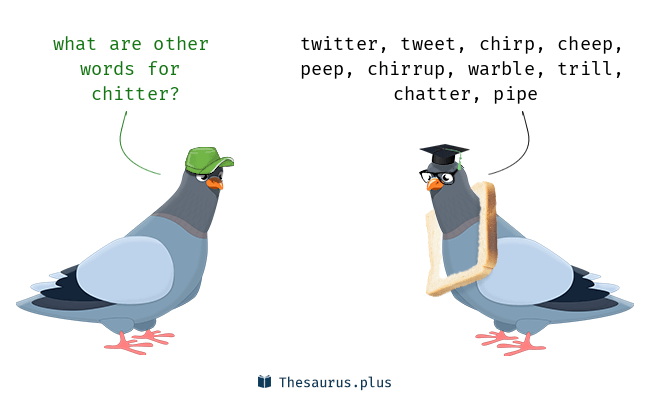 what are other
words for
chitter?
twitter, tweet, chirp, cheep,
peep, chirrup, warble, trill,
chatter, pipe
Thesaurus.plus